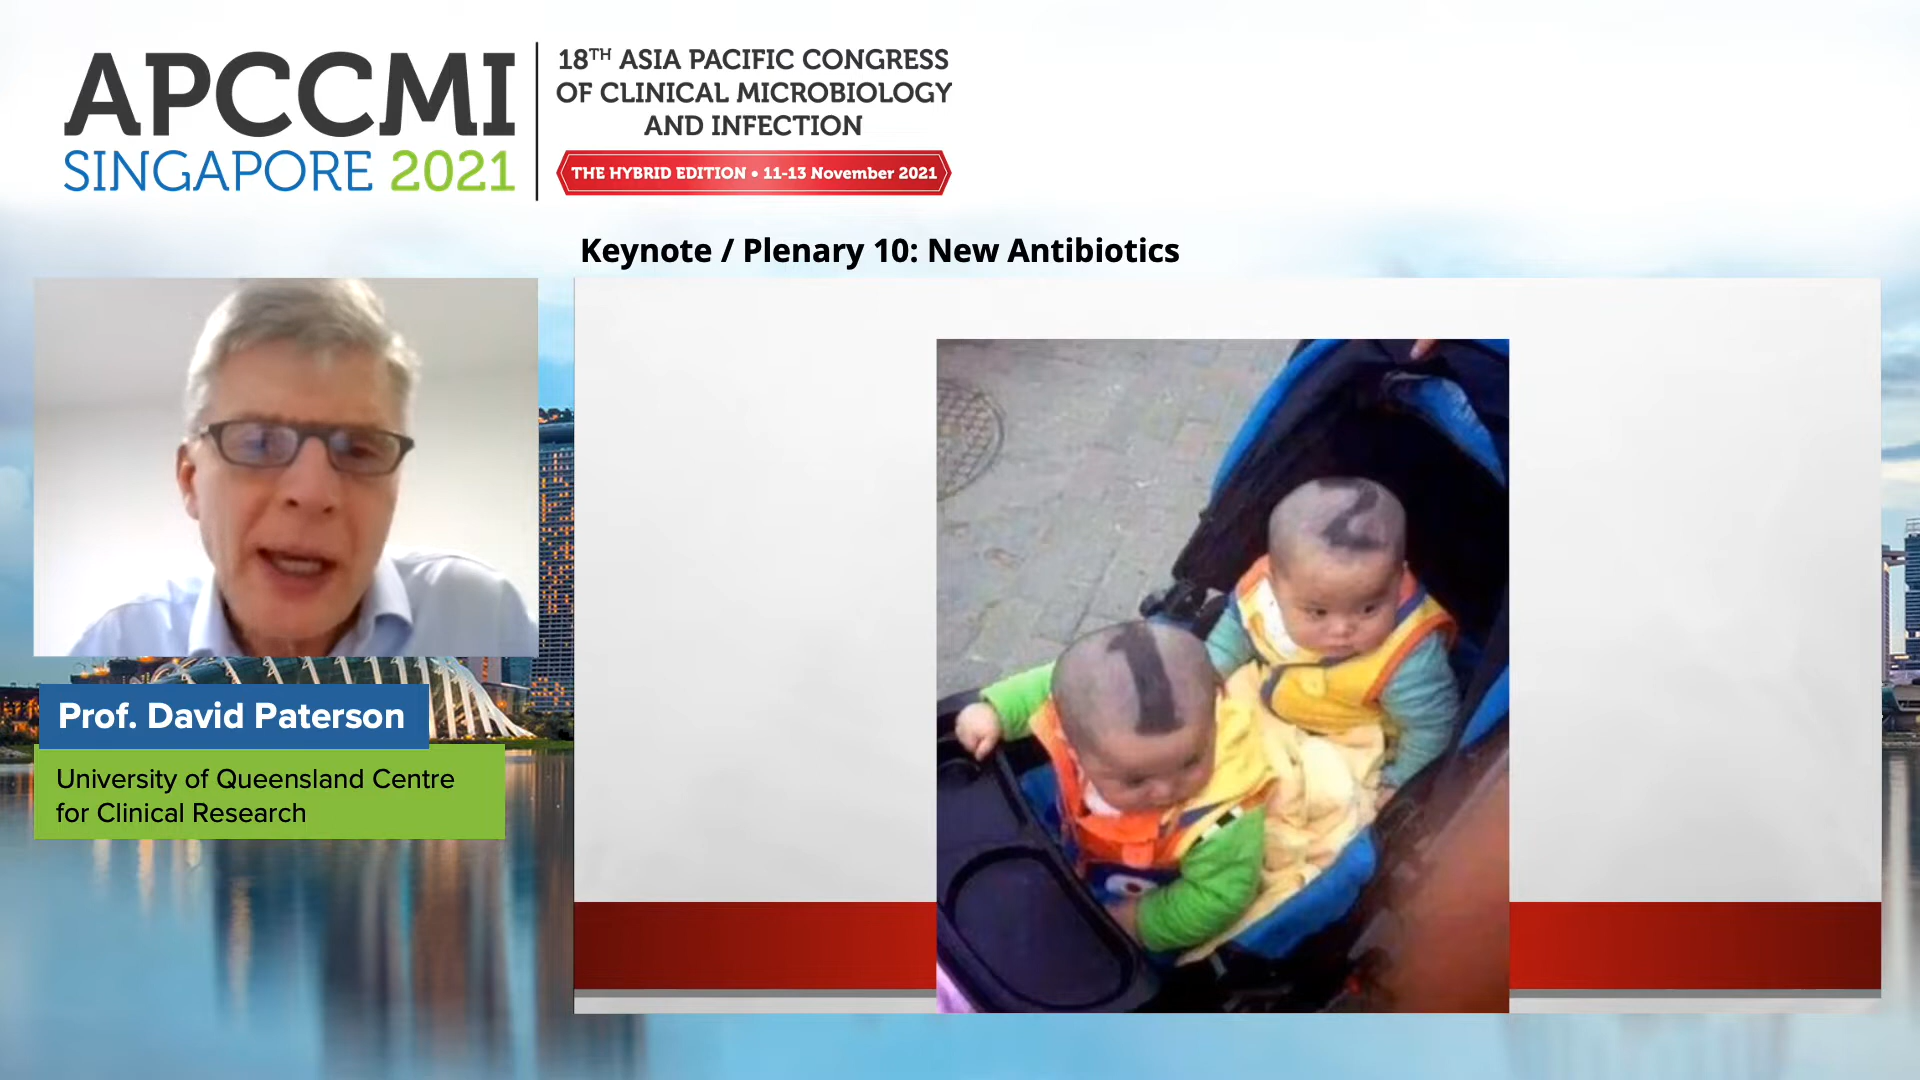 APCCMI
SINGAPORE 2021
18TH ASIA PACIFIC CONGRESS
OF CLINICAL MICROBIOLOGY
AND INFECTION
THE HYBRID EDITION • 11-13 November 2021
Keynote / Plenary 10: New Antibiotics
2
1
Prof. David Paterson
University of Queensland Centre
for Clinical Research